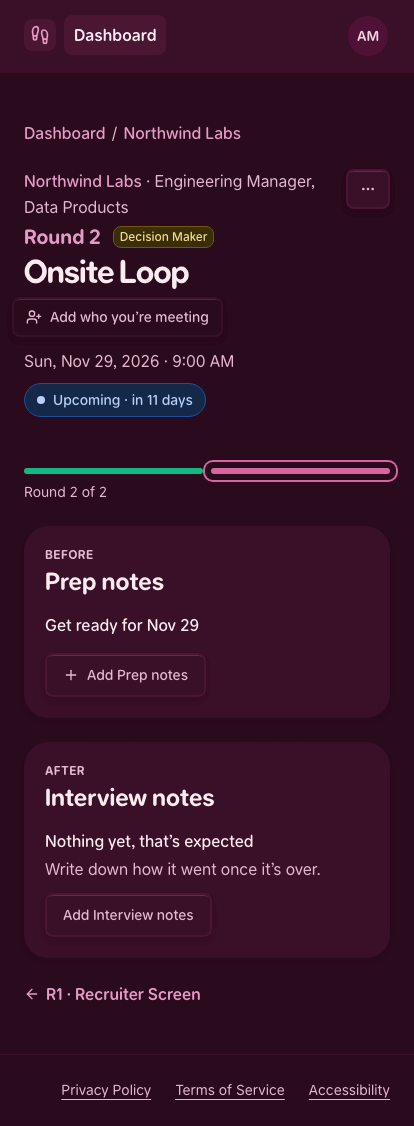 Dashboard
AM
Dashboard / Northwind Labs
Northwind Labs · Engineering Manager,
Data Products
...
Round 2 Decision Maker
Onsite Loop
Add who you’re meeting
Sun, Nov 29, 2026 · 9:00 AM
Upcoming · in 11 days
Round 2 of 2
BEFORE
Prep notes
Get ready for Nov 29
+ Add Prep notes
AFTER
Interview notes
Nothing yet, that’s expected
Write down how it went once it’s over.
Add Interview notes
← R1 · Recruiter Screen
Privacy Policy Terms of Service Accessibility